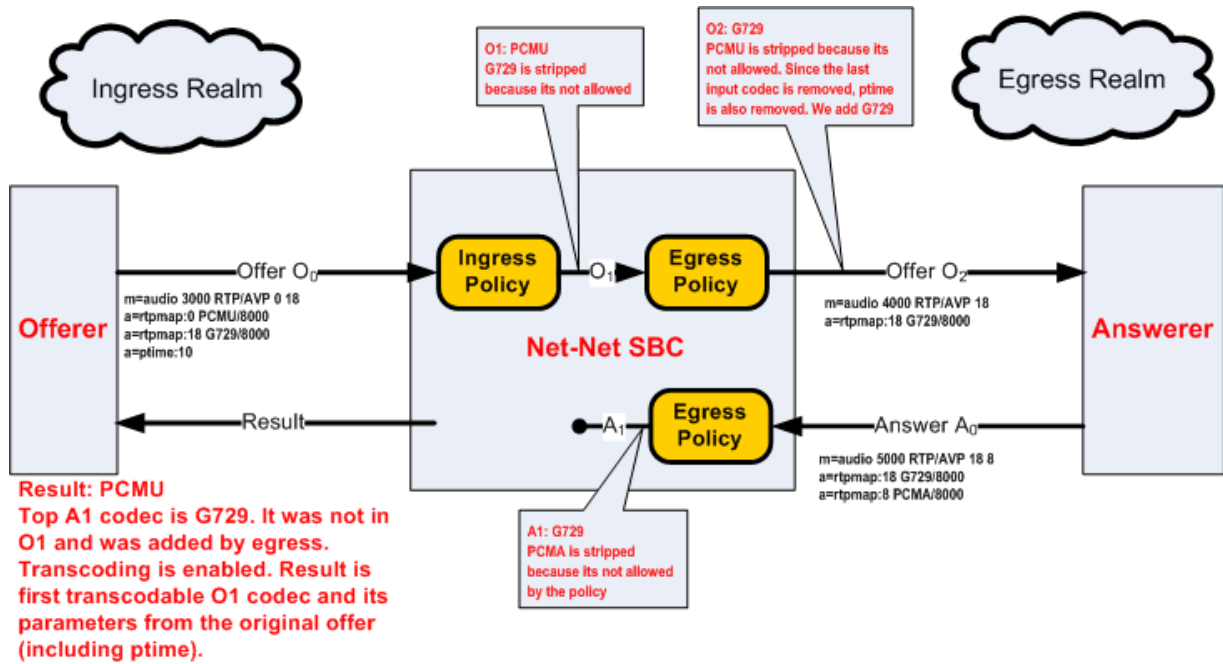 Ingress Realm
Egress Realm
O1: PCMU
G729 is stripped
because its not allowed
O2: G729
PCMU is stripped because its
not allowed. Since the last
input codec is removed, ptime
is also removed. We add G729
Offerer
Offer O0
m=audio 3000 RTP/AVP 0 18
a=rtpmap:0 PCMU/8000
a=rtpmap:18 G729/8000
a=ptime:10
Ingress
Policy
O1
Egress
Policy
Offer O2
m=audio 4000 RTP/AVP 18
a=rtpmap:18 G729/8000
Answerer
Net-Net SBC
Result
A1
Egress
Policy
Answer A0
m=audio 5000 RTP/AVP 18 8
a=rtpmap:18 G729/8000
a=rtpmap:8 PCMA/8000
Result: PCMU
Top A1 codec is G729. It was not in
O1 and was added by egress.
Transcoding is enabled. Result is
first transcodable O1 codec and its
parameters from the original offer
(including ptime).
A1: G729
PCMA is stripped
because its not allowed
by the policy